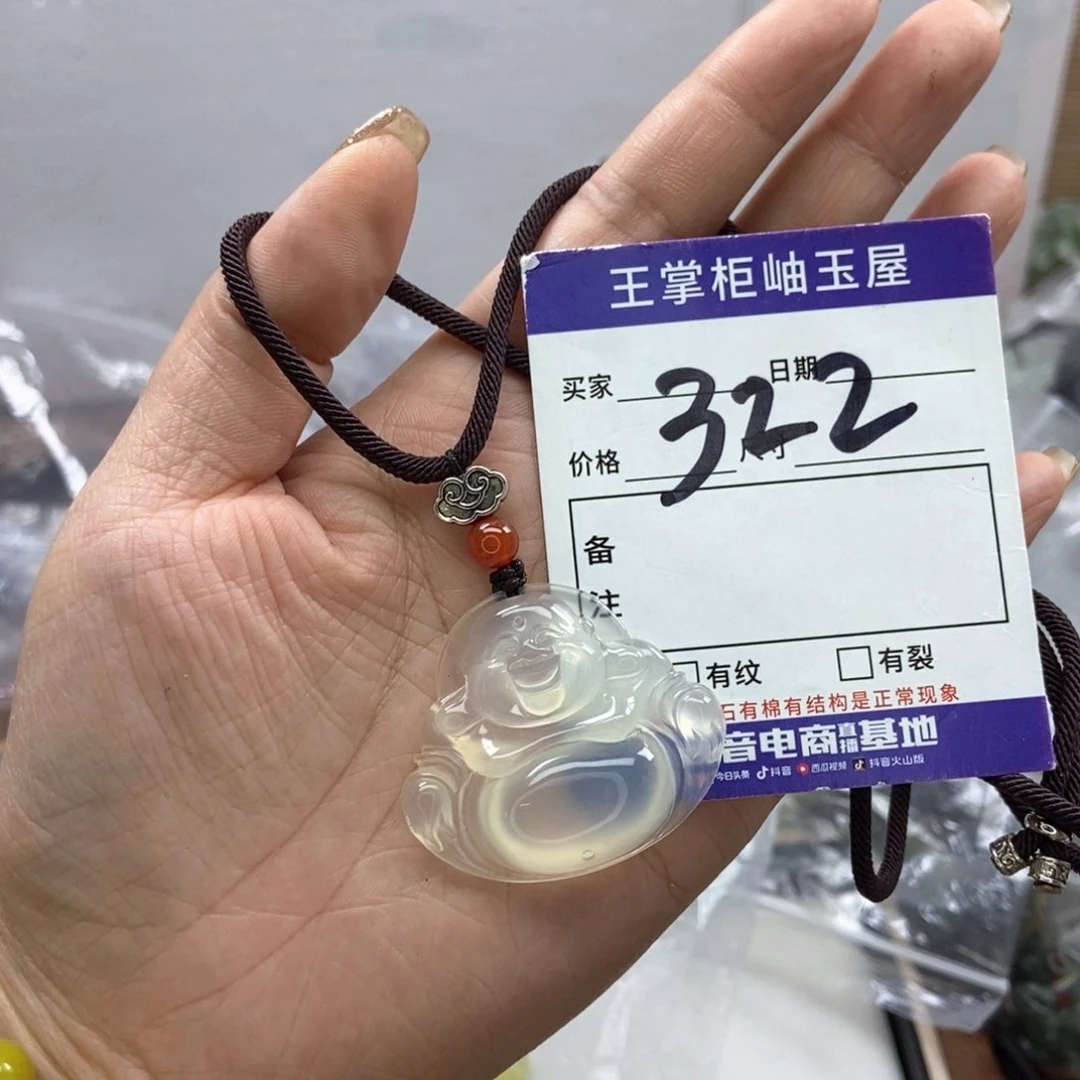 王掌柜岫玉屋
买家 日期
322
价格 尺寸
备
注
有纹 有裂
石有棉有结构是正常现象
音电商直播基地
今日头条 抖音 西瓜视频 抖音火山版